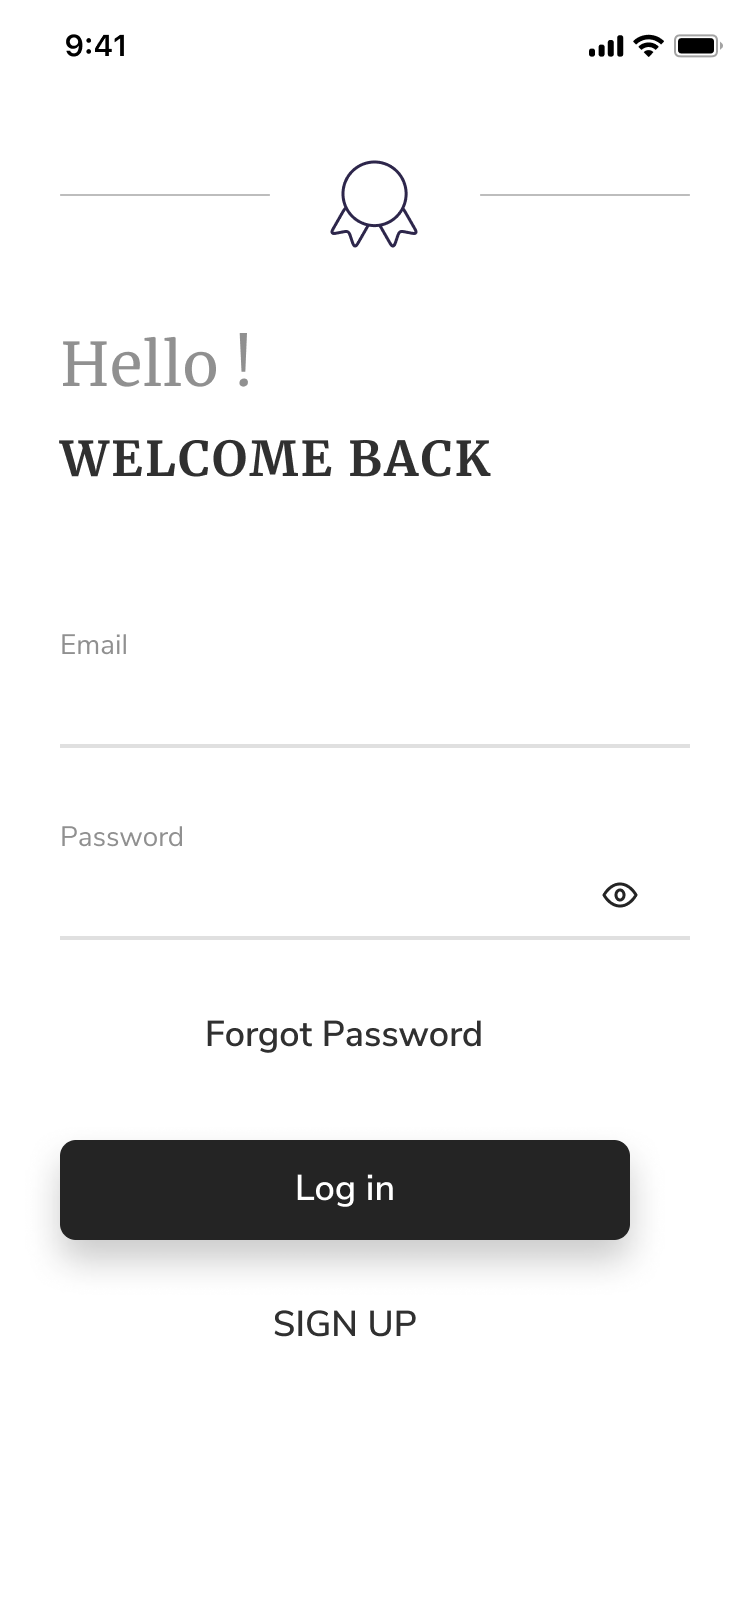 9:41
Hello !
WELCOME BACK
Email
Password
Forgot Password
Log in
SIGN UP